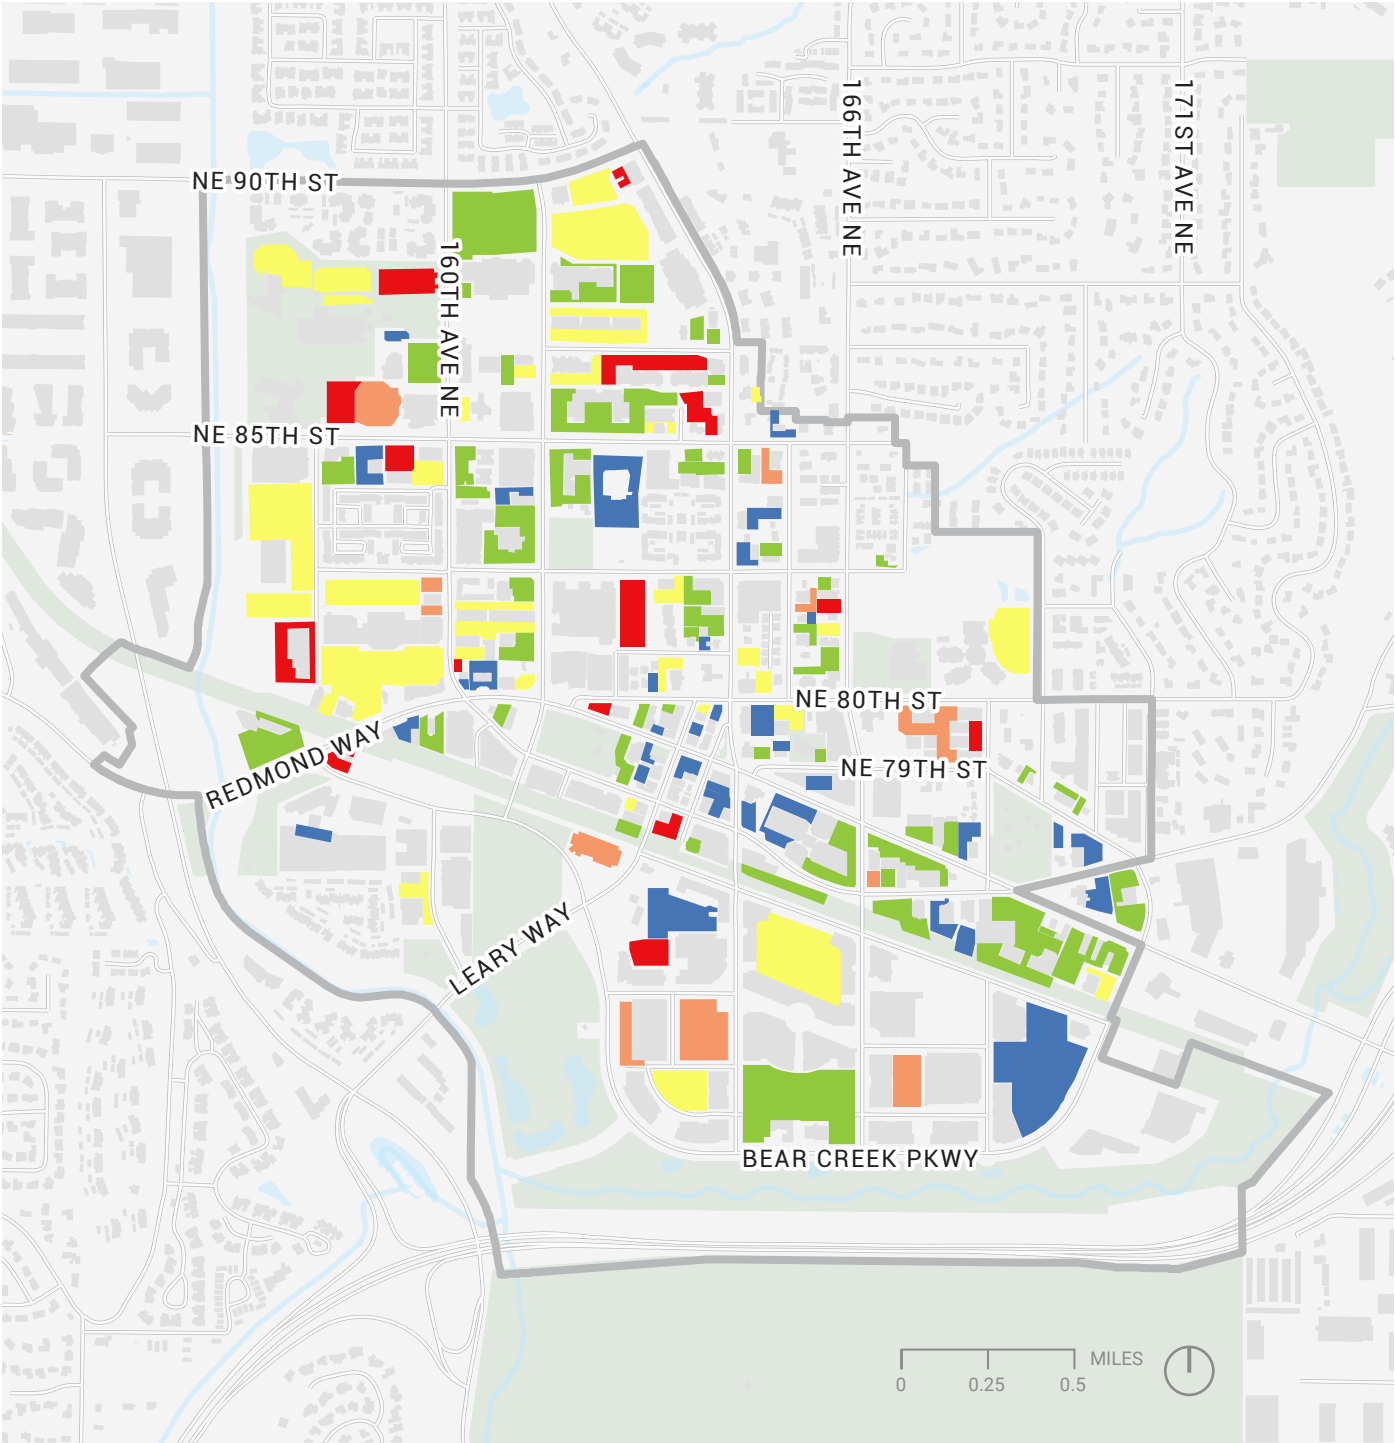 166TH AVE NE
171ST AVE NE
NE 90TH ST
160TH AVE NE
NE 85TH ST
NE 80TH ST
REDMOND WAY
NE 79TH ST
LEARY WAY
BEAR CREEK PKWY
MILES
0 0.25 0.5